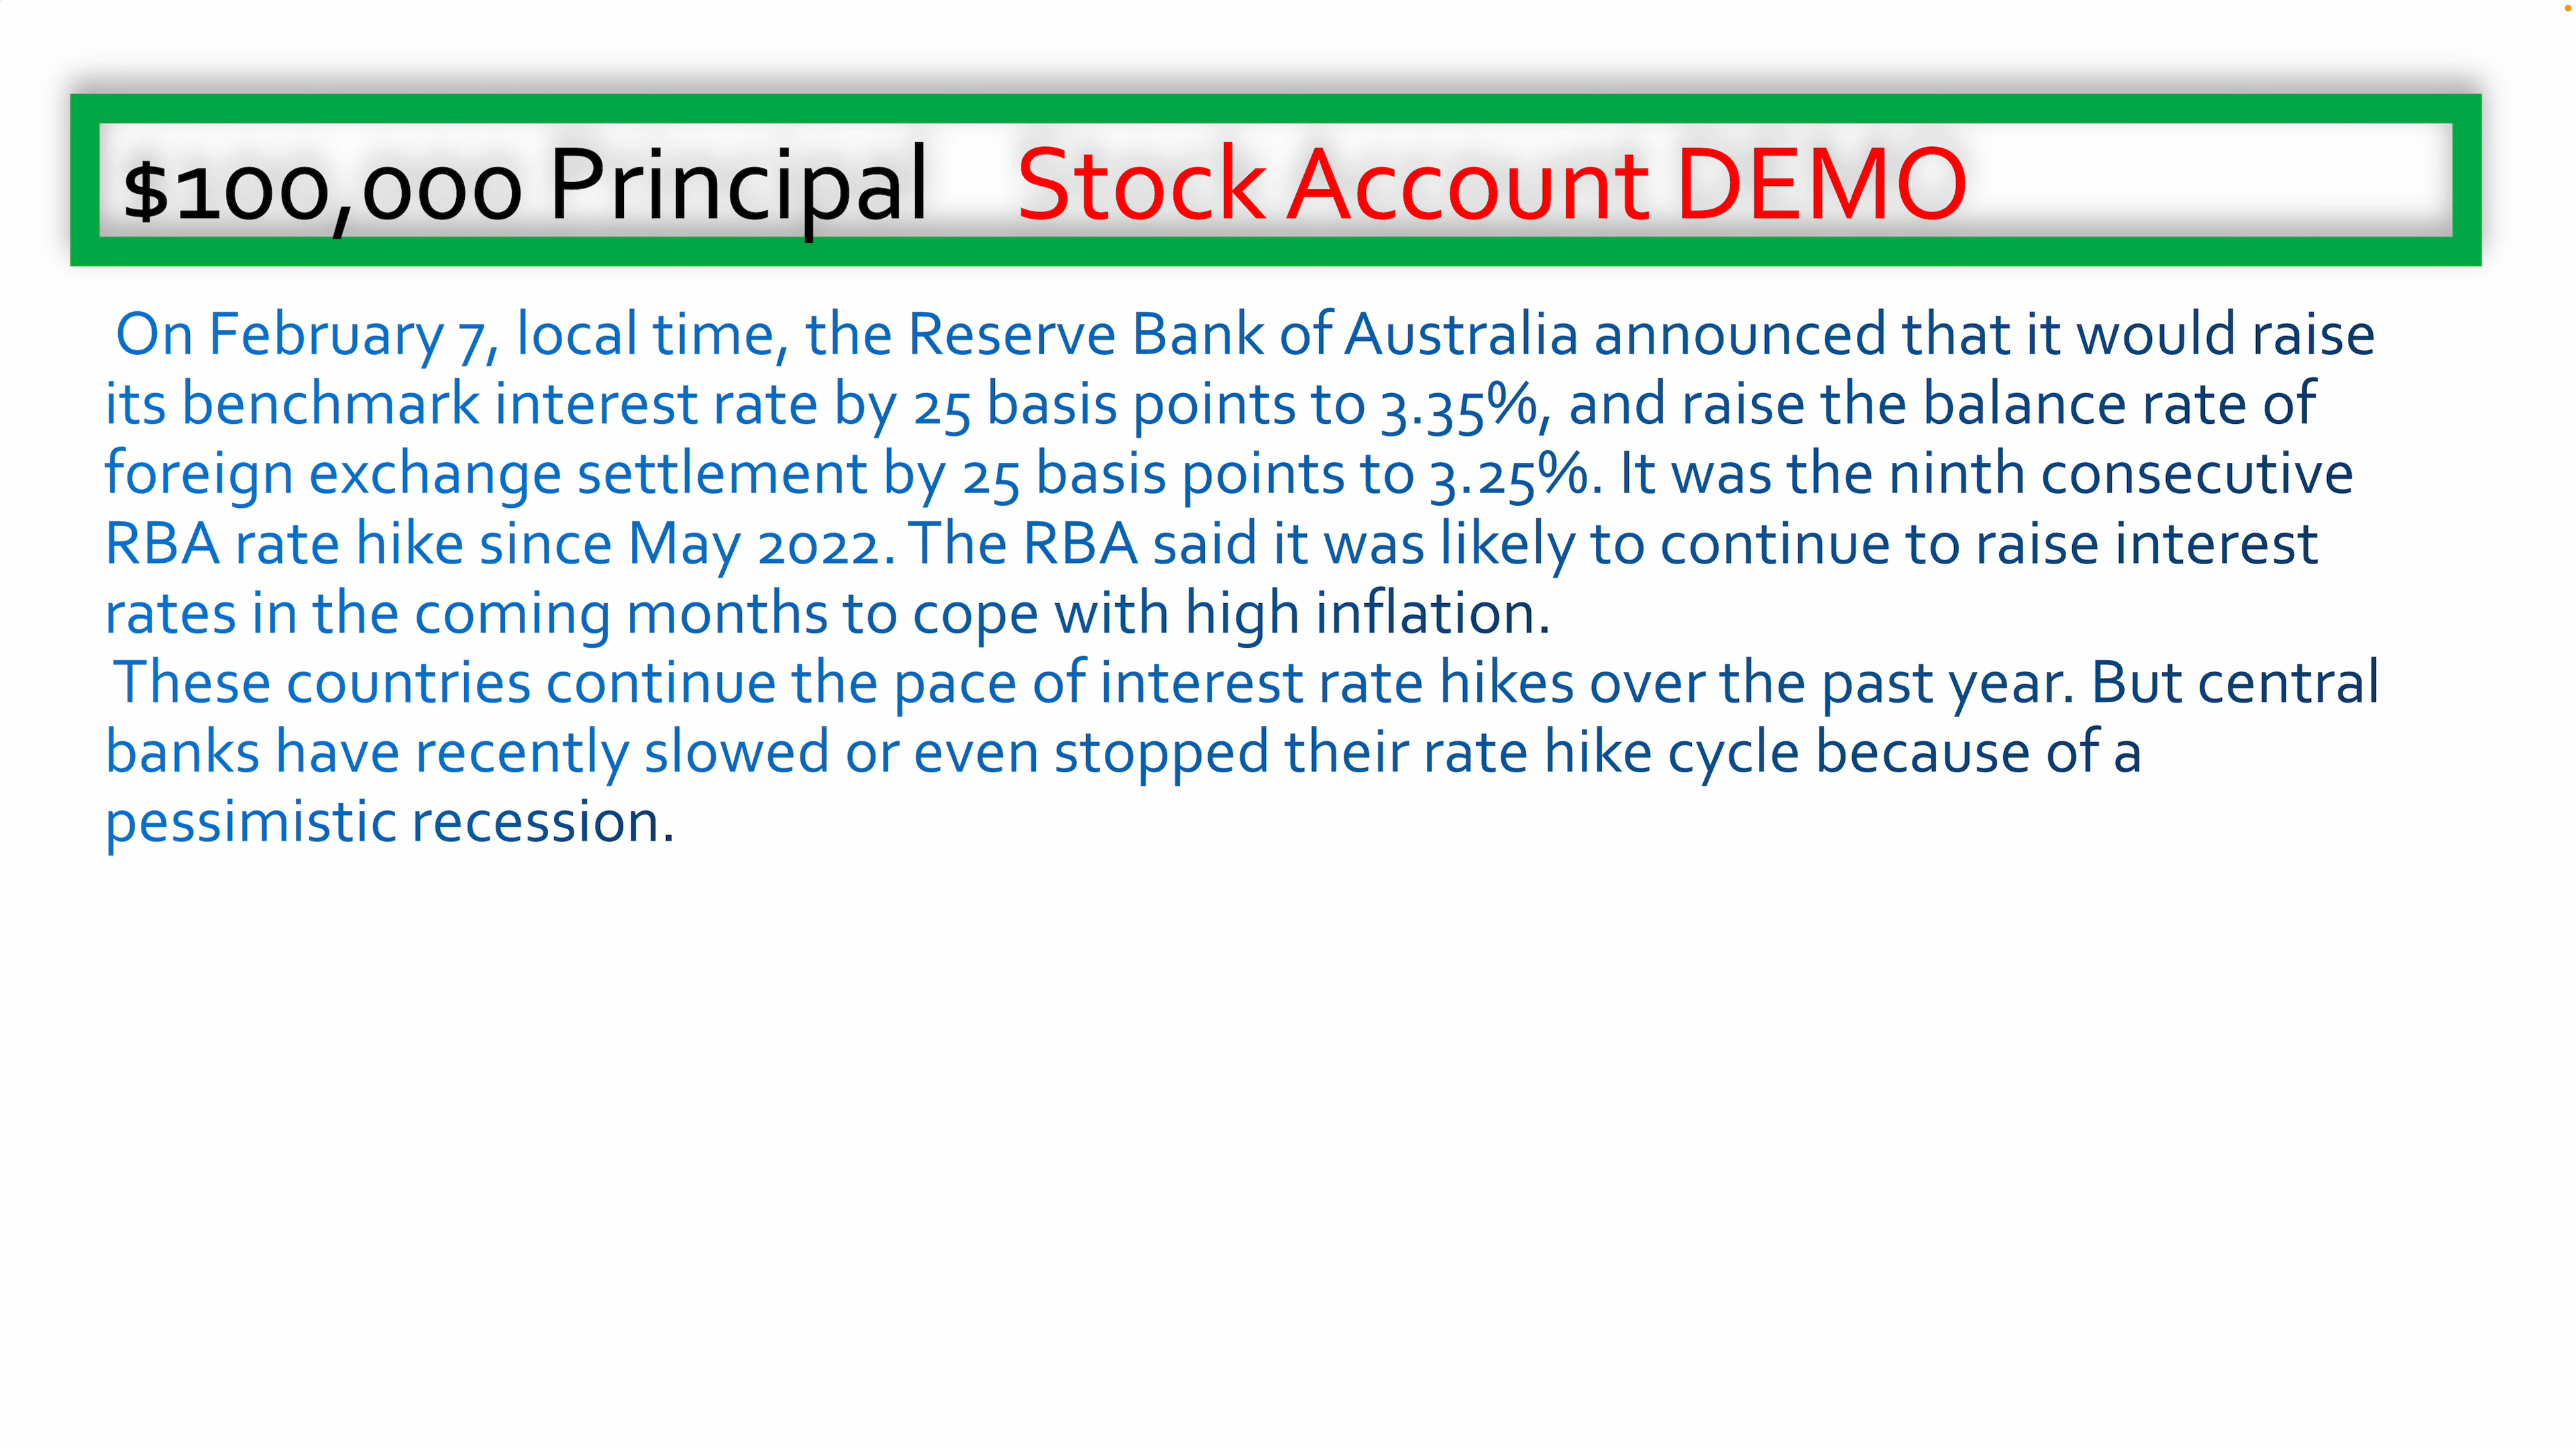 $100,000 Principal Stock Account DEMO
On February 7, local time, the Reserve Bank of Australia announced that it would raise
its benchmark interest rate by 25 basis points to 3.35%, and raise the balance rate of
foreign exchange settlement by 25 basis points to 3.25%. It was the ninth consecutive
RBA rate hike since May 2022. The RBA said it was likely to continue to raise interest
rates in the coming months to cope with high inflation.
These countries continue the pace of interest rate hikes over the past year. But central
banks have recently slowed or even stopped their rate hike cycle because of a
pessimistic recession.